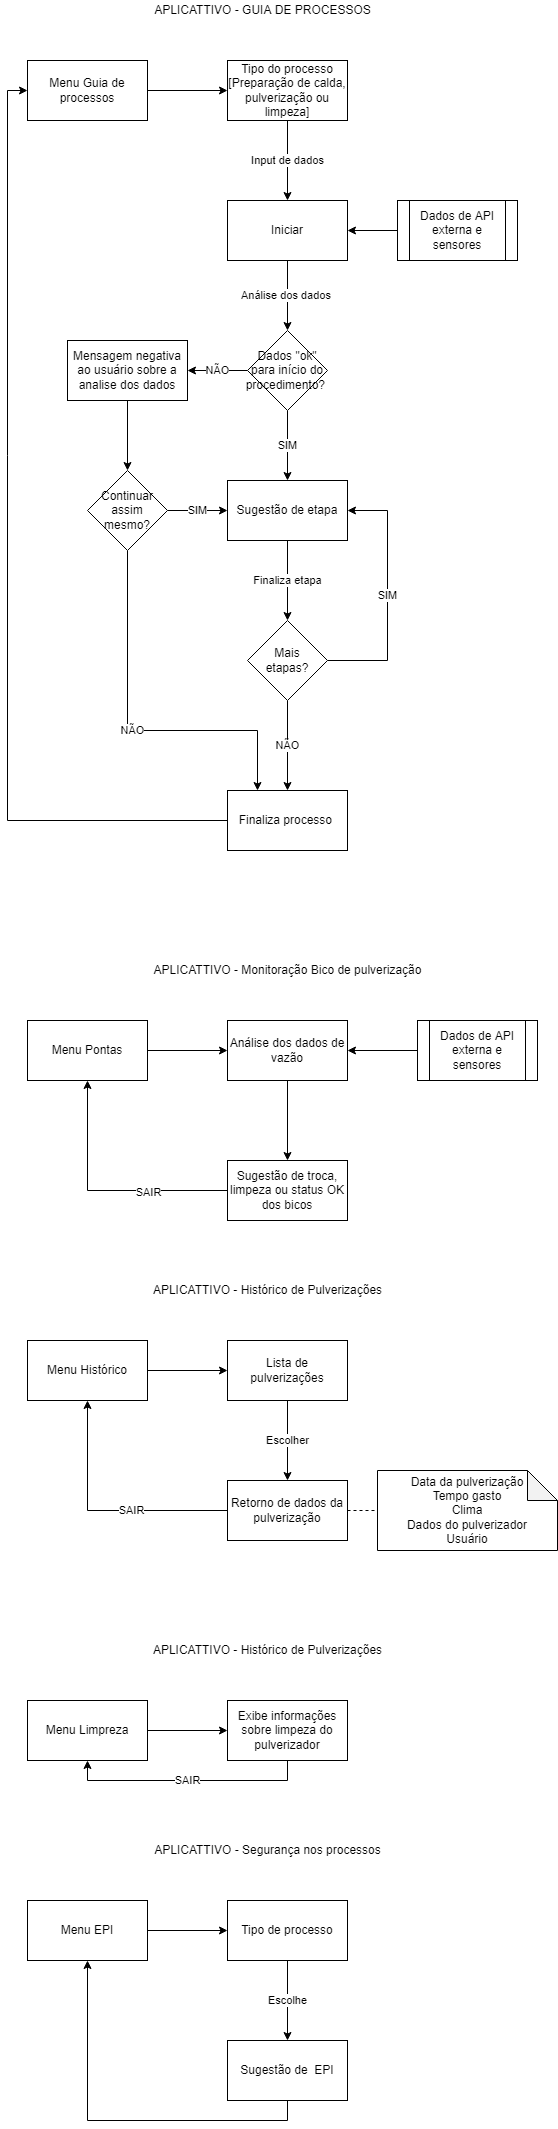 APLICATTIVO - GUIA DE PROCESSOS
Menu Guia de
processos
Tipo do processo
[Preparação de calda,
pulverização ou
limpeza]
Input de dados
Iniciar
Dados de API
externa e
sensores
Análise dos dados
Dados "ok"
para início do
procedimento?
NÃO
Mensagem negativa
ao usuário sobre a
analise dos dados
SIM
Continuar
assim
mesmo?
SIM
Sugestão de etapa
Finaliza etapa
SIM
Mais
etapas?
NÃO
NÃO
Finaliza processo
APLICATTIVO - Monitoração Bico de pulverização
Menu Pontas
Análise dos dados de
vazão
Dados de API
externa e
sensores
Sugestão de troca,
limpeza ou status OK
dos bicos
SAIR
APLICATTIVO - Histórico de Pulverizações
Menu Histórico
Lista de
pulverizações
Escolher
Retorno de dados da
pulverização
SAIR
Data da pulverização
Tempo gasto
Clima
Dados do pulverizador
Usuário
APLICATTIVO - Histórico de Pulverizações
Menu Limpreza
Exibe informações
sobre limpeza do
pulverizador
SAIR
APLICATTIVO - Segurança nos processos
Menu EPI
Tipo de processo
Escolhe
Sugestão de EPI